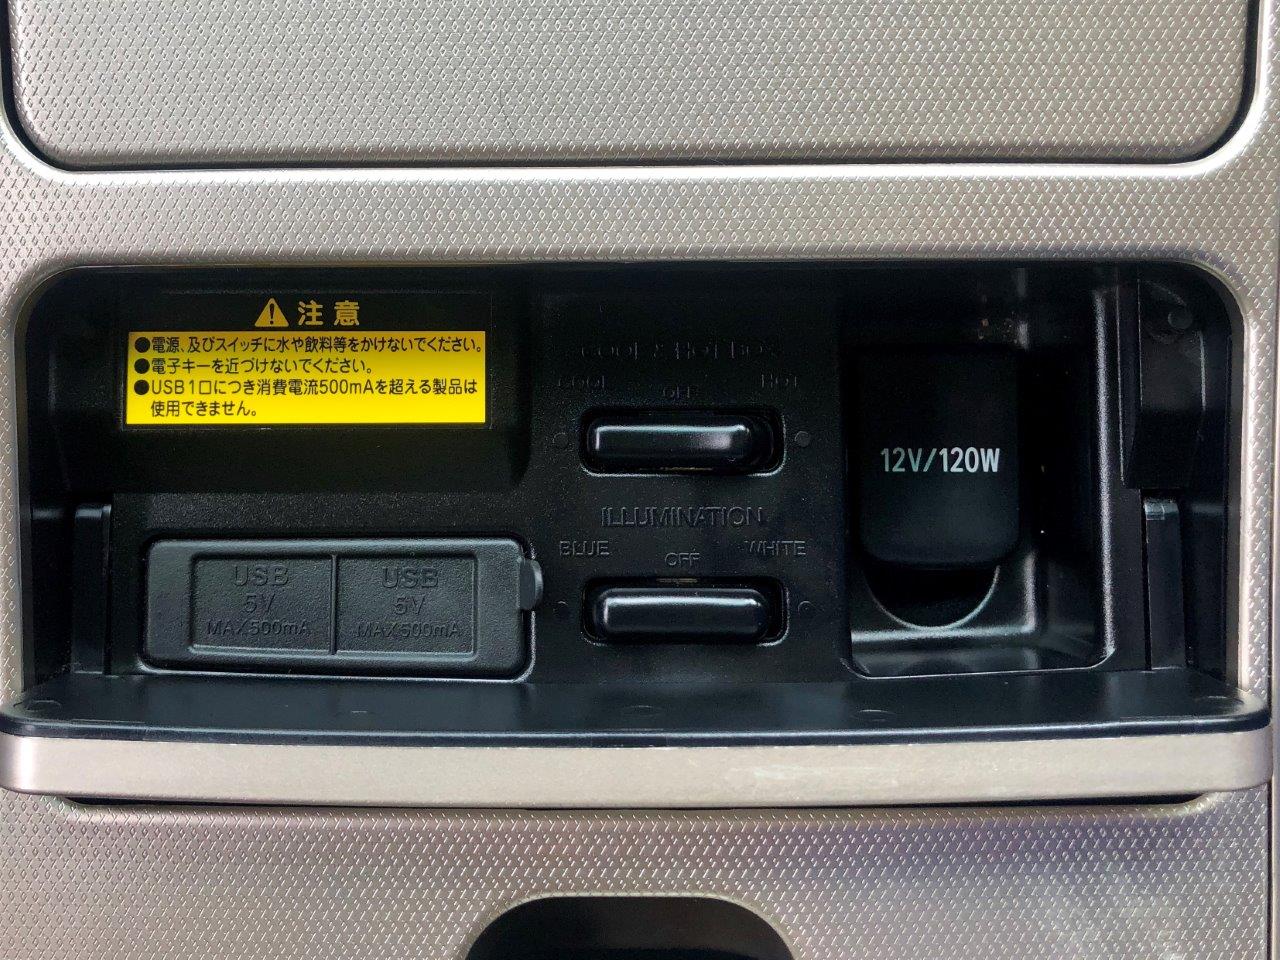 注意
●電源、及びスイッチに水や飲料等をかけないでください。
●電子キーを近づけないでください。
●USB1口につき消費電流500mAを超える製品は
使用できません。
COOL & HOT BOX
COOL OFF HOT
12V/120W
ILLUMINATION
BLUE OFF WHITE
USB USB
5V 5V
MAX500mA MAX500mA